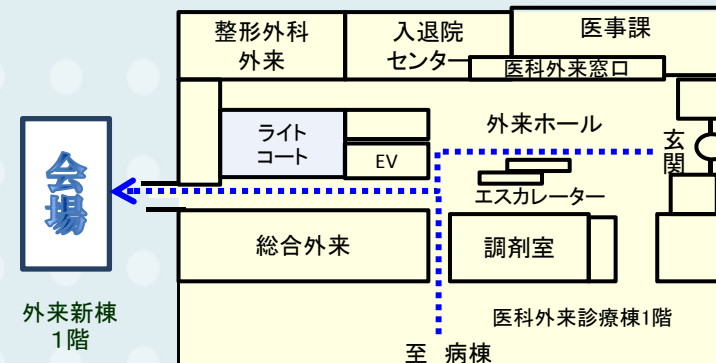 整形外科
外来
入退院
センター
医事課
医科外来窓口
ライト
コート
EV
外来ホール
玄
関
エスカレーター
会
場
総合外来
調剤室
外来新棟
1階
医科外来診療棟1階
至 病棟